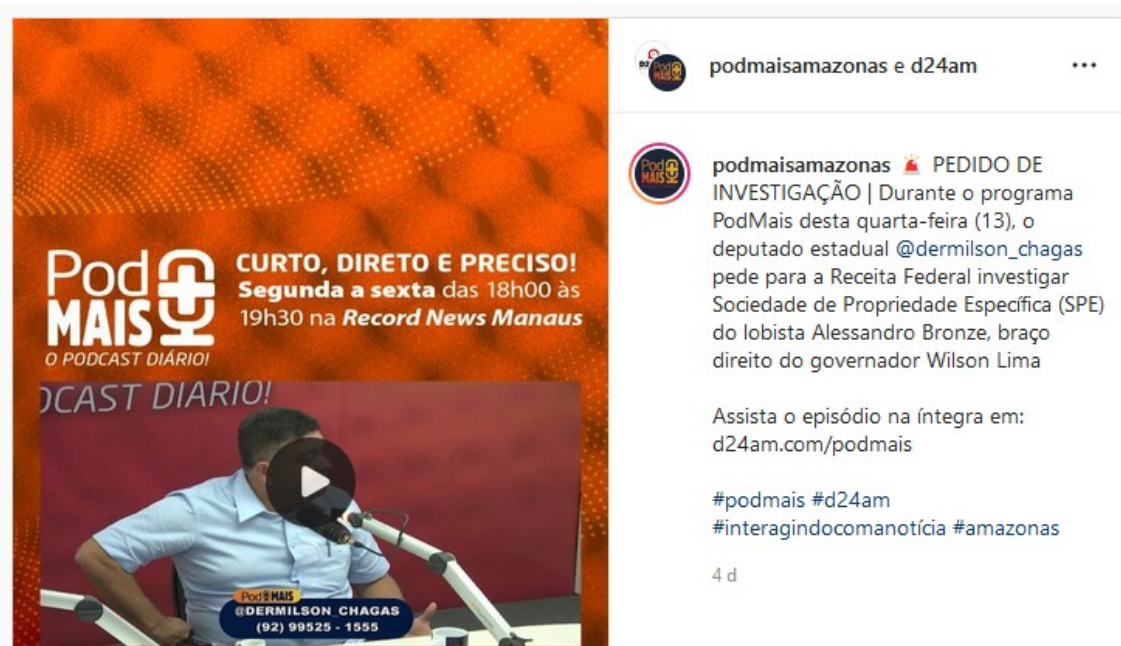 Pod
MAIS
O PODCAST DIÁRIO!
CURTO, DIRETO E PRECISO!
Segunda a sexta das 18h00 às
19h30 na Record News Manaus
DCAST DIARIO!
Pod MAIS
@DERMILSON_CHAGAS
(92) 99525 - 1555
podmaisamazonas e d24am
podmaisamazonas 🚨 PEDIDO DE
INVESTIGAÇÃO | Durante o programa
PodMais desta quarta-feira (13), o
deputado estadual @dermilson_chagas
pede para a Receita Federal investigar
Sociedade de Propriedade Específica (SPE)
do lobista Alessandro Bronze, braço
direito do governador Wilson Lima
Assista o episódio na íntegra em:
d24am.com/podmais
#podmais #d24am
#interagindocomanotícia #amazonas
4 d